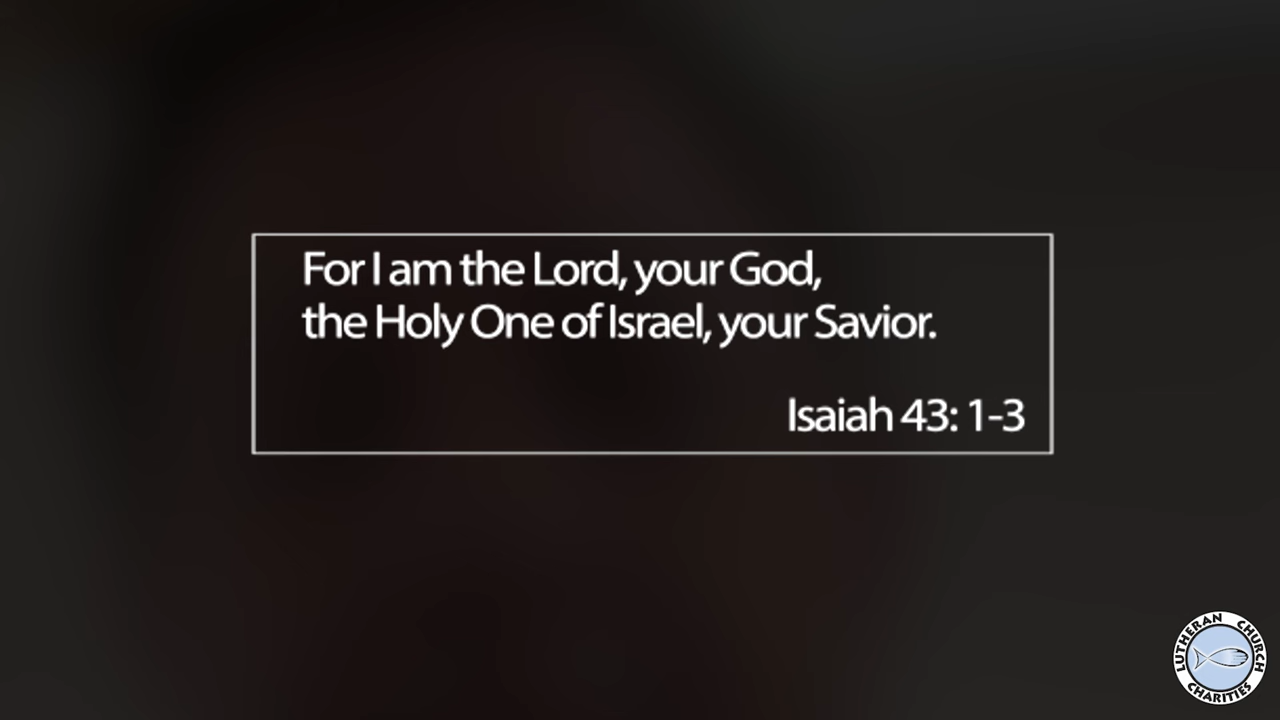 For I am the Lord, your God,
the Holy One of Israel, your Savior.
Isaiah 43: 1-3
LUTHERAN CHURCH
CHARITIES